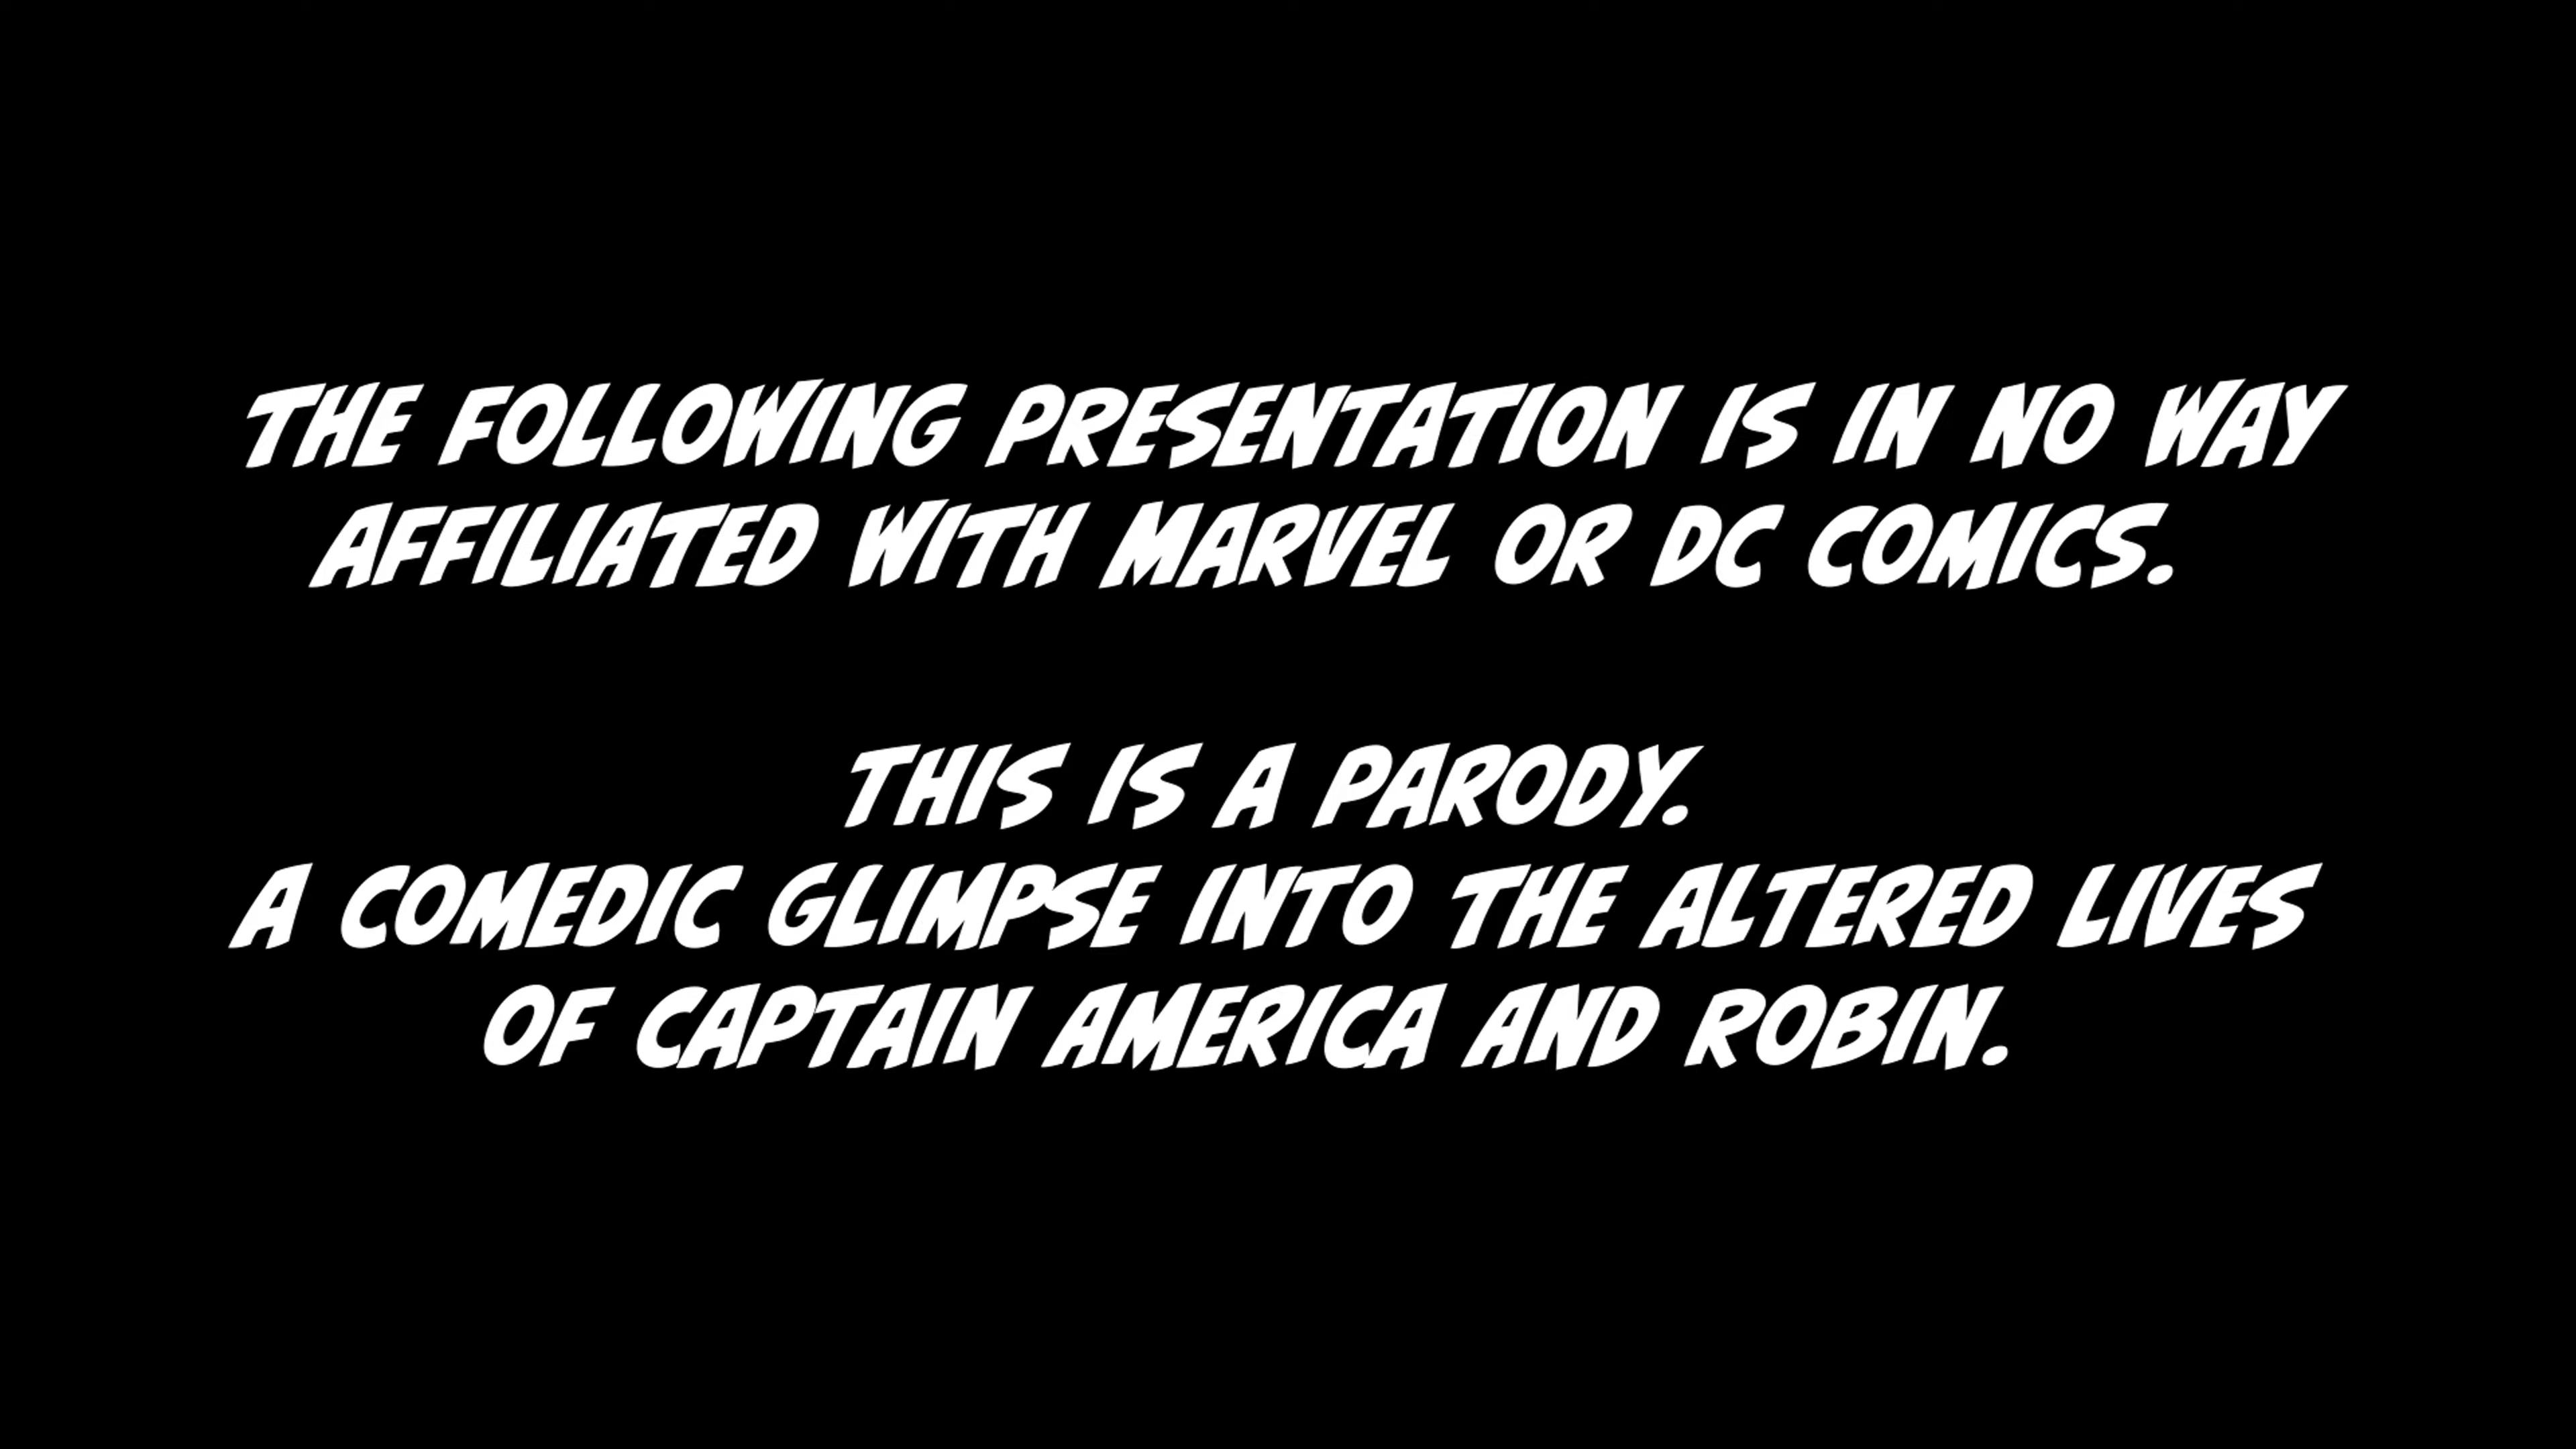 THE FOLLOWING PRESENTATION IS IN NO WAY
AFFILIATED WITH MARVEL OR DC COMICS.
THIS IS A PARODY.
A COMEDIC GLIMPSE INTO THE ALTERED LIVES
OF CAPTAIN AMERICA AND ROBIN.